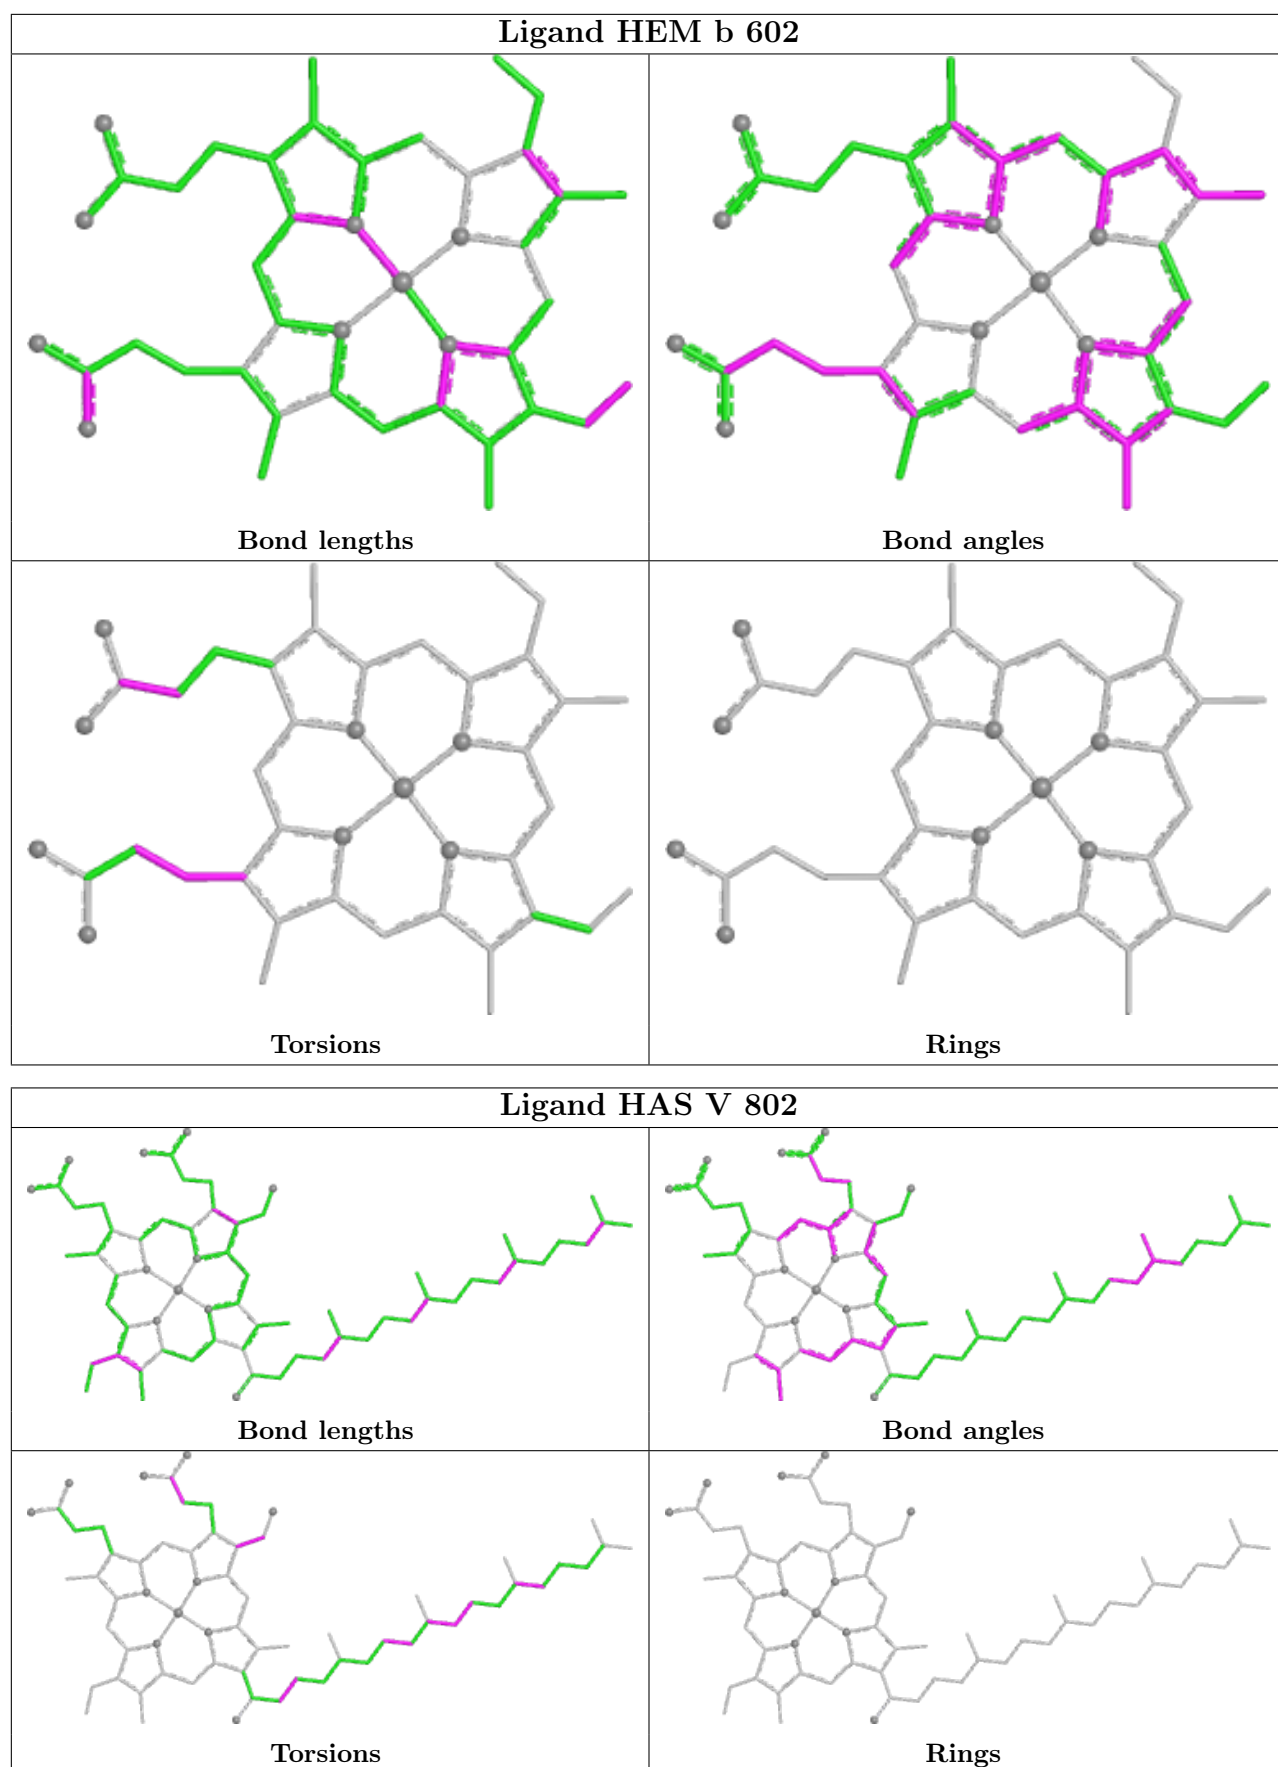 Ligand HEM b 602
Bond lengths
Bond angles
Torsions
Rings
Ligand HAS V 802
Bond lengths
Bond angles
Torsions
Rings